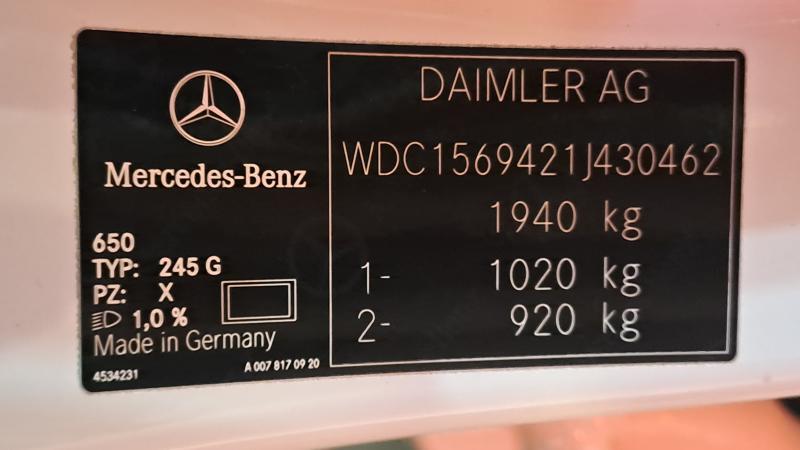 Mercedes-Benz
650
TYP: 245 G
PZ: X
1,0 %
Made in Germany
4534231
A 007 817 09 20
DAIMLER AG
WDC1569421J430462
1940 kg
1- 1020 kg
2- 920 kg